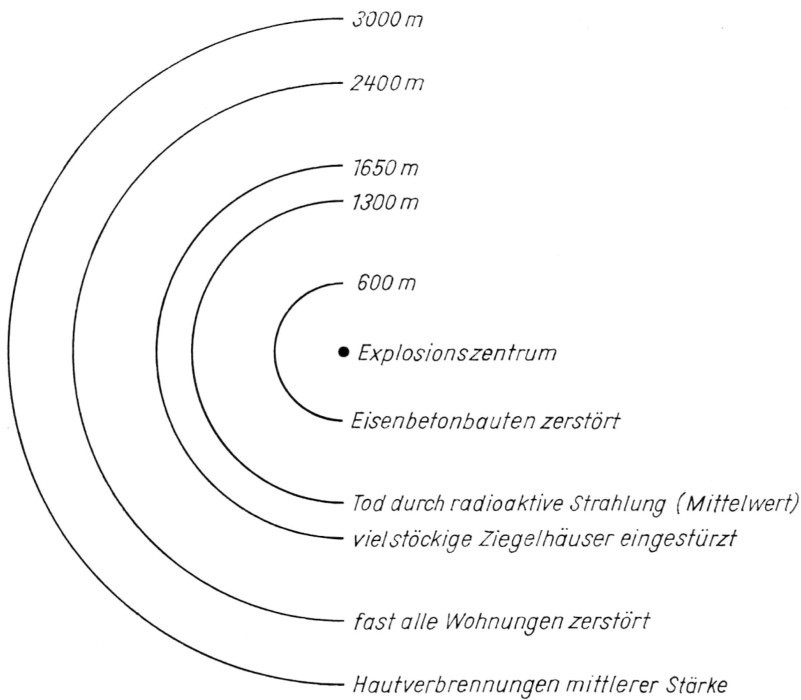 3000 m
2400 m
1650 m
1300 m
600 m
Explosionszentrum
Eisenbetonbauten zerstört
Tod durch radioaktive Strahlung (Mittelwert)
vielstöckige Ziegelhäuser eingestürzt
fast alle Wohnungen zerstört
Hautverbrennungen mittlerer Stärke